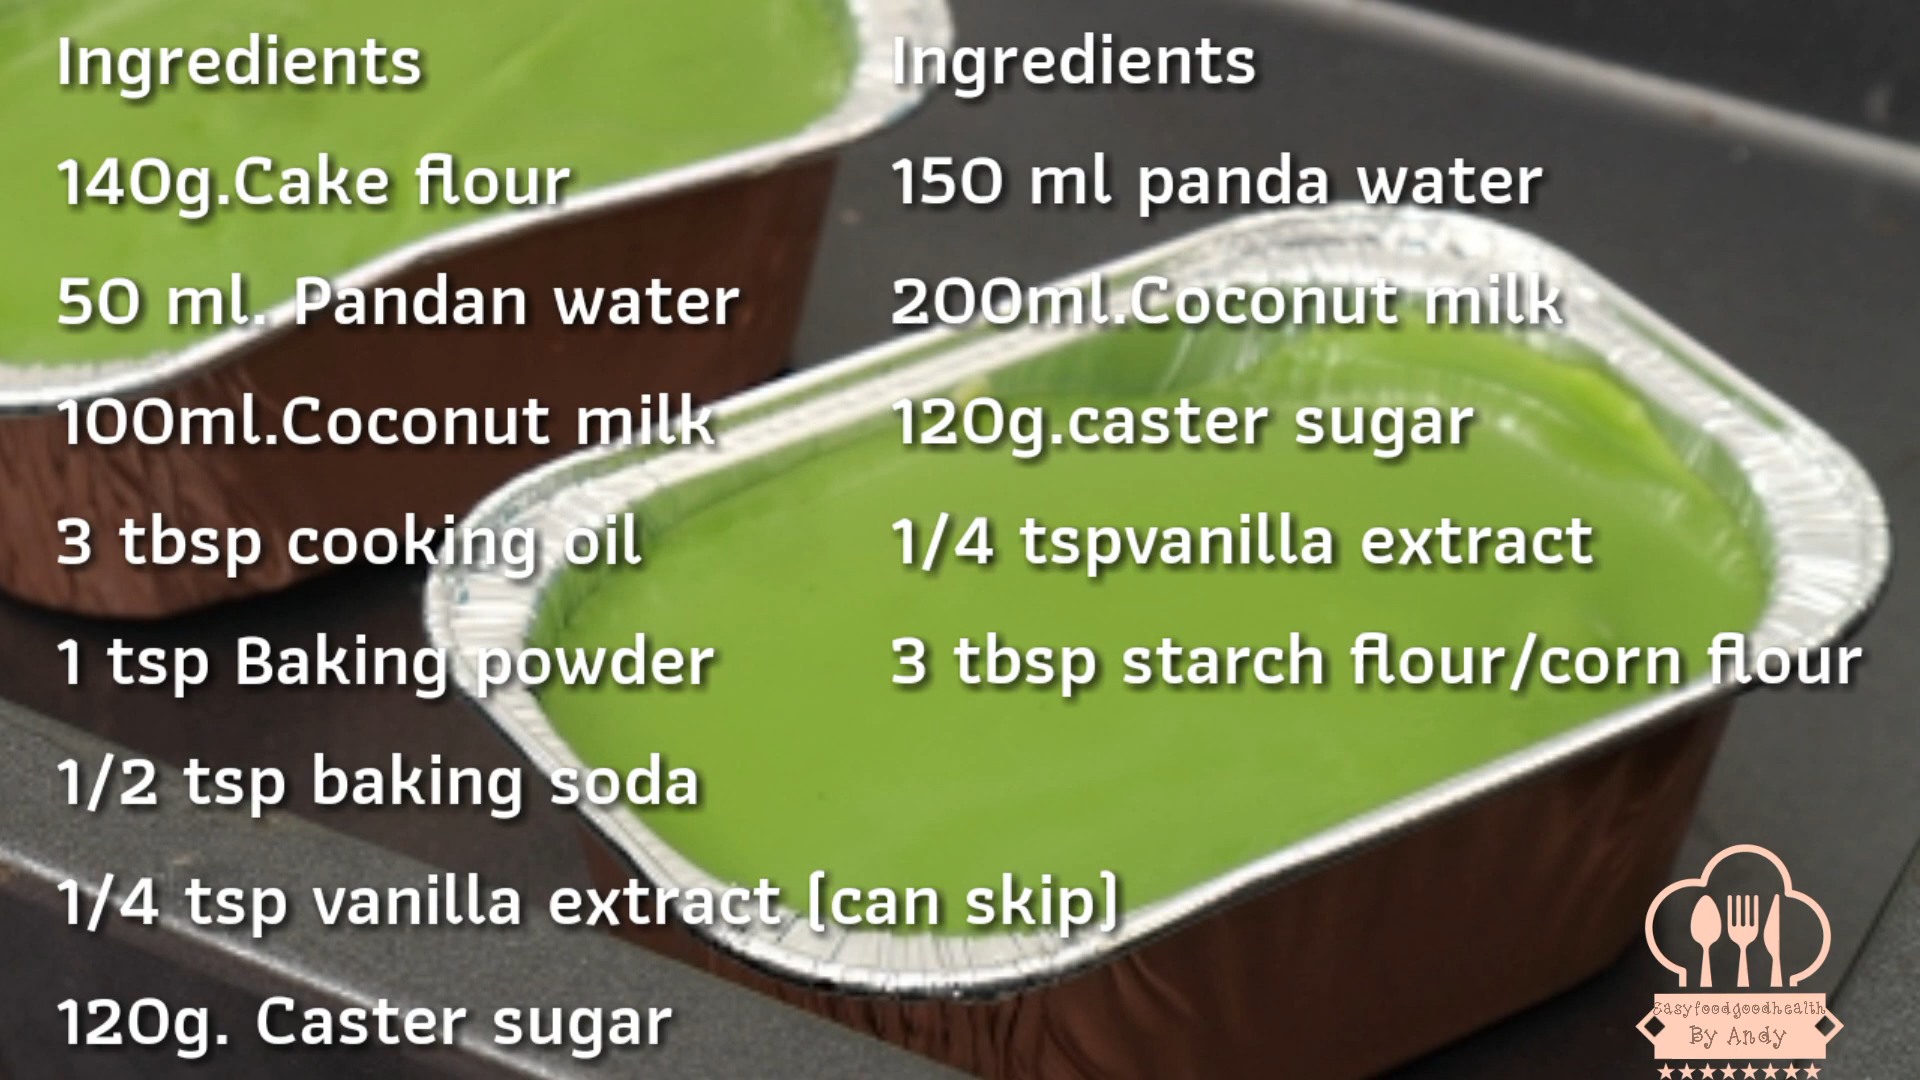 Ingredients
140g.Cake flour
50 ml. Pandan water
100ml.Coconut milk
3 tbsp cooking oil
1 tsp Baking powder
1/2 tsp baking soda
1/4 tsp vanilla extract (can skip)
120g. Caster sugar
Ingredients
150 ml panda water
200ml.Coconut milk
120g.caster sugar
1/4 tspvanilla extract
3 tbsp starch flour/corn flour
Easyfoodgoodhealth
By Andy